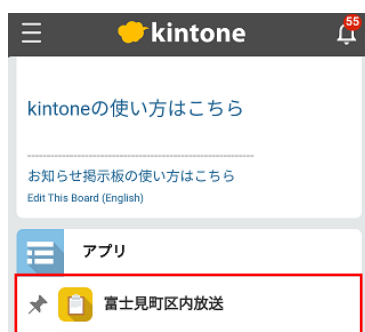 kintone
55
kintoneの使い方はこちら
お知らせ掲示板の使い方はこちら
Edit This Board (English)
アプリ
富士見町区内放送